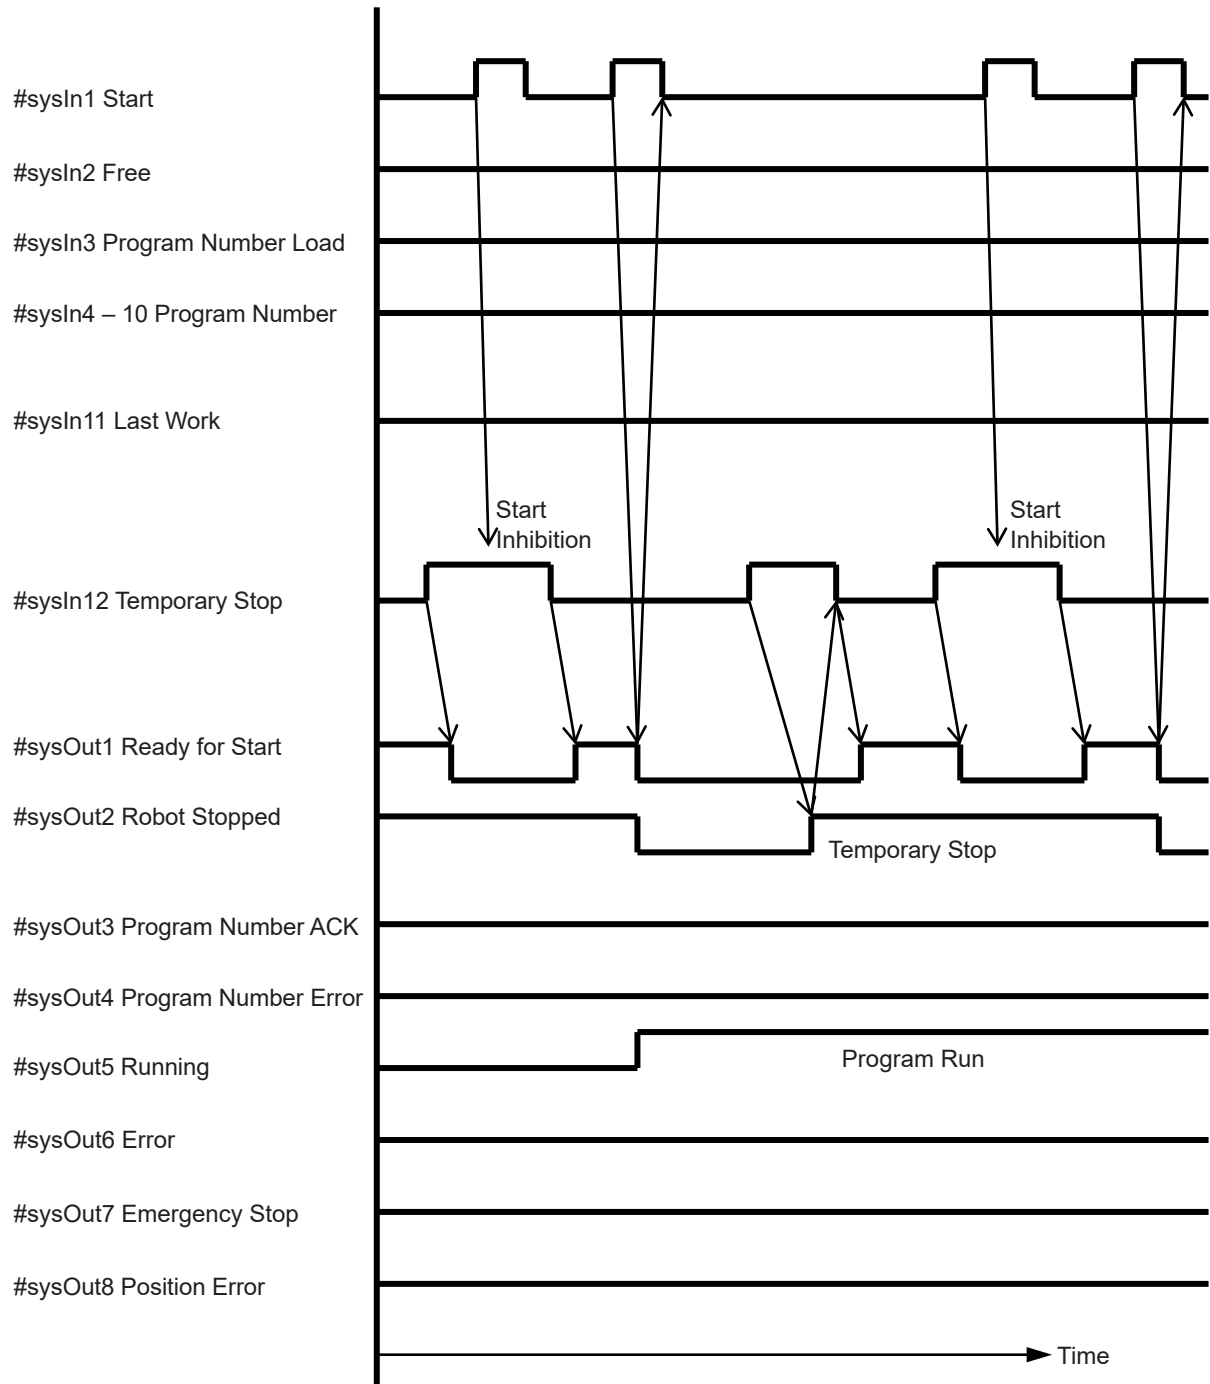 #sysIn1 Start
#sysIn2 Free
#sysIn3 Program Number Load
#sysIn4 – 10 Program Number
#sysIn11 Last Work
Start
Inhibition
Start
Inhibition
#sysIn12 Temporary Stop
#sysOut1 Ready for Start
#sysOut2 Robot Stopped
Temporary Stop
#sysOut3 Program Number ACK
#sysOut4 Program Number Error
#sysOut5 Running
Program Run
#sysOut6 Error
#sysOut7 Emergency Stop
#sysOut8 Position Error
Time